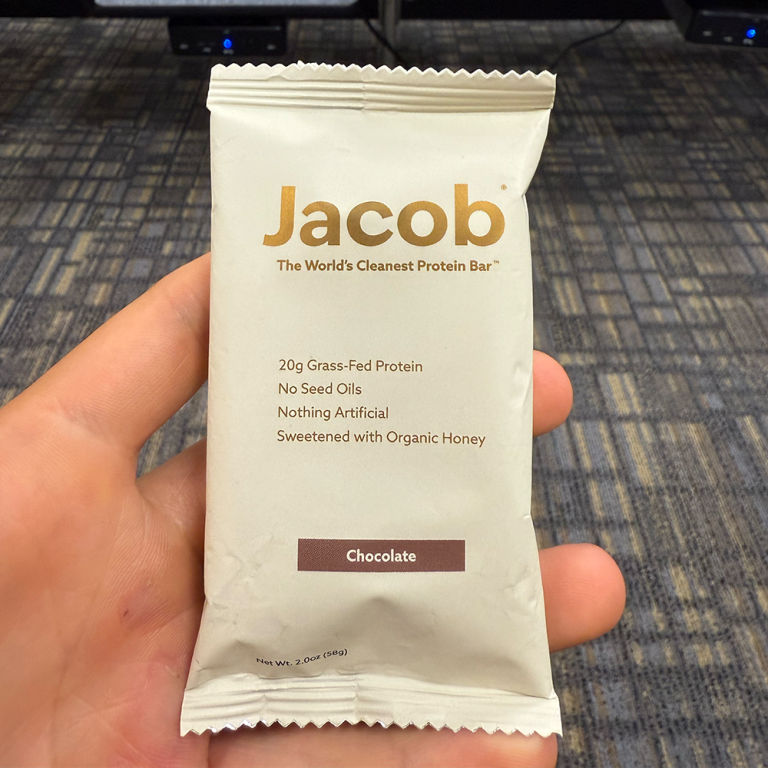 Jacob®
The World's Cleanest Protein Bar™
20g Grass-Fed Protein
No Seed Oils
Nothing Artificial
Sweetened with Organic Honey
Chocolate
Net Wt. 2.0oz (58g)